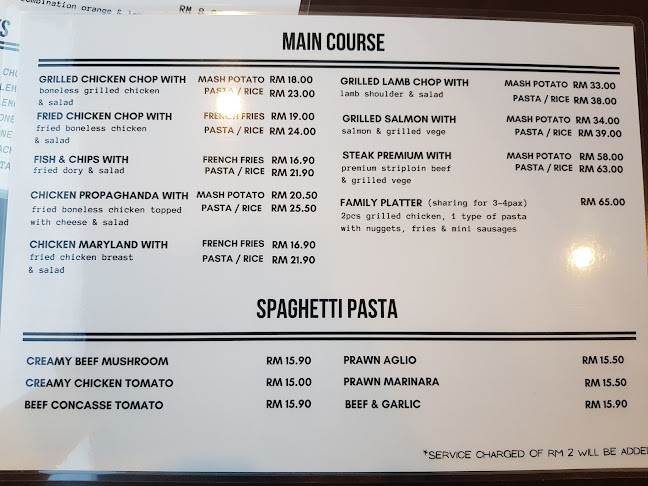 ombination orange & l
RM 8
MAIN COURSE
GRILLED CHICKEN CHOP WITH MASH POTATO RM 18.00
boneless grilled chicken PASTA / RICE RM 23.00
& salad
FRIED CHICKEN CHOP WITH FRENCH FRIES RM 19.00
fried boneless chicken PASTA / RICE RM 24.00
& salad
FISH & CHIPS WITH FRENCH FRIES RM 16.90
fried dory & salad PASTA / RICE RM 21.90
CHICKEN PROPAGHANDA WITH MASH POTATO RM 20.50
fried boneless chicken topped PASTA / RICE RM 25.50
with cheese & salad
CHICKEN MARYLAND WITH FRENCH FRIES RM 16.90
fried chicken breast PASTA / RICE RM 21.90
& salad
GRILLED LAMB CHOP WITH MASH POTATO RM 33.00
lamb shoulder & salad PASTA / RICE RM 38.00
GRILLED SALMON WITH MASH POTATO RM 34.00
salmon & grilled vege PASTA / RICE RM 39.00
STEAK PREMIUM WITH MASH POTATO RM 58.00
premium striploin beef PASTA / RICE RM 63.00
& grilled vege
FAMILY PLATTER (sharing for 3-4pax) RM 65.00
2pcs grilled chicken, 1 type of pasta
with nuggets, fries & mini sausages
SPAGHETTI PASTA
CREAMY BEEF MUSHROOM RM 15.90
CREAMY CHICKEN TOMATO RM 15.00
BEEF CONCASSE TOMATO RM 15.90
PRAWN AGLIO RM 15.50
PRAWN MARINARA RM 15.50
BEEF & GARLIC RM 15.90
*SERVICE CHARGED OF RM 2 WILL BE ADDE